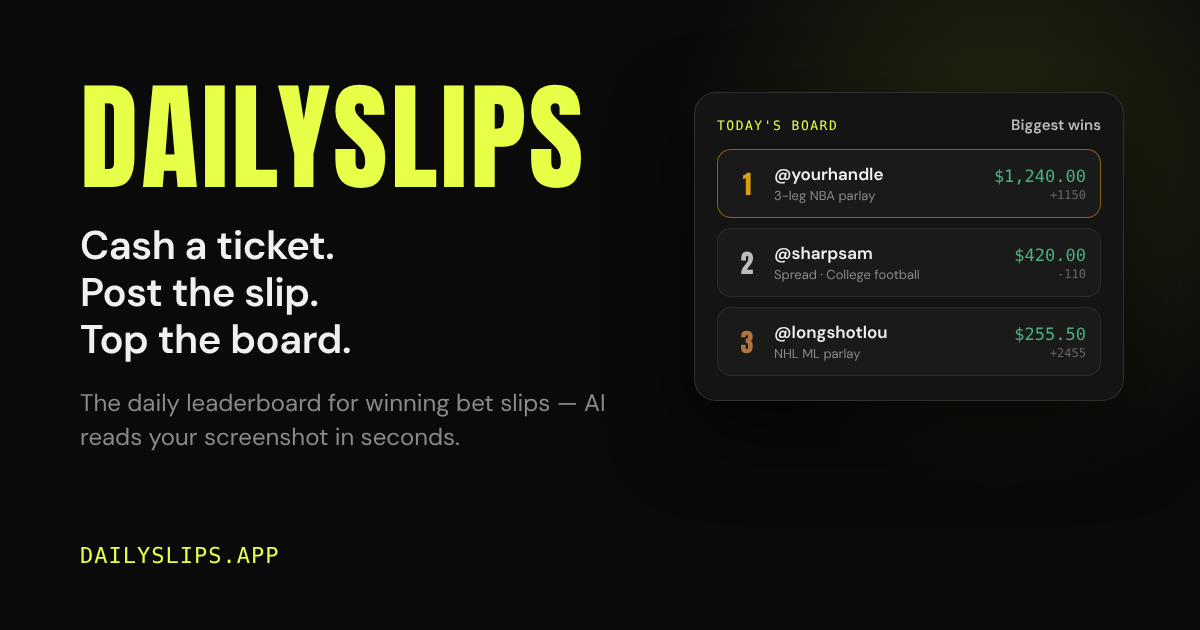 DAILYSLIPS
Cash a ticket.
Post the slip.
Top the board.
The daily leaderboard for winning bet slips — AI
reads your screenshot in seconds.
DAILYSLIPS.APP
TODAY'S BOARD
Biggest wins
1
@yourhandle
3-leg NBA parlay
$1,240.00
+1150
2
@sharpsam
Spread · College football
$420.00
-110
3
@longshotlou
NHL ML parlay
$255.50
+2455